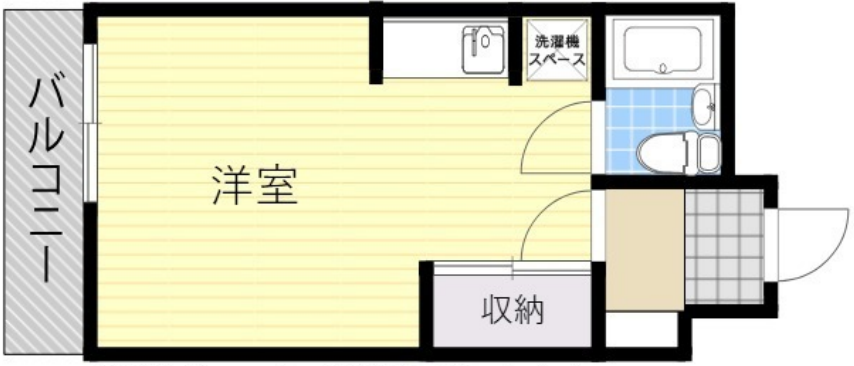 バルコニー
洋室
洗濯機
スペース
収納